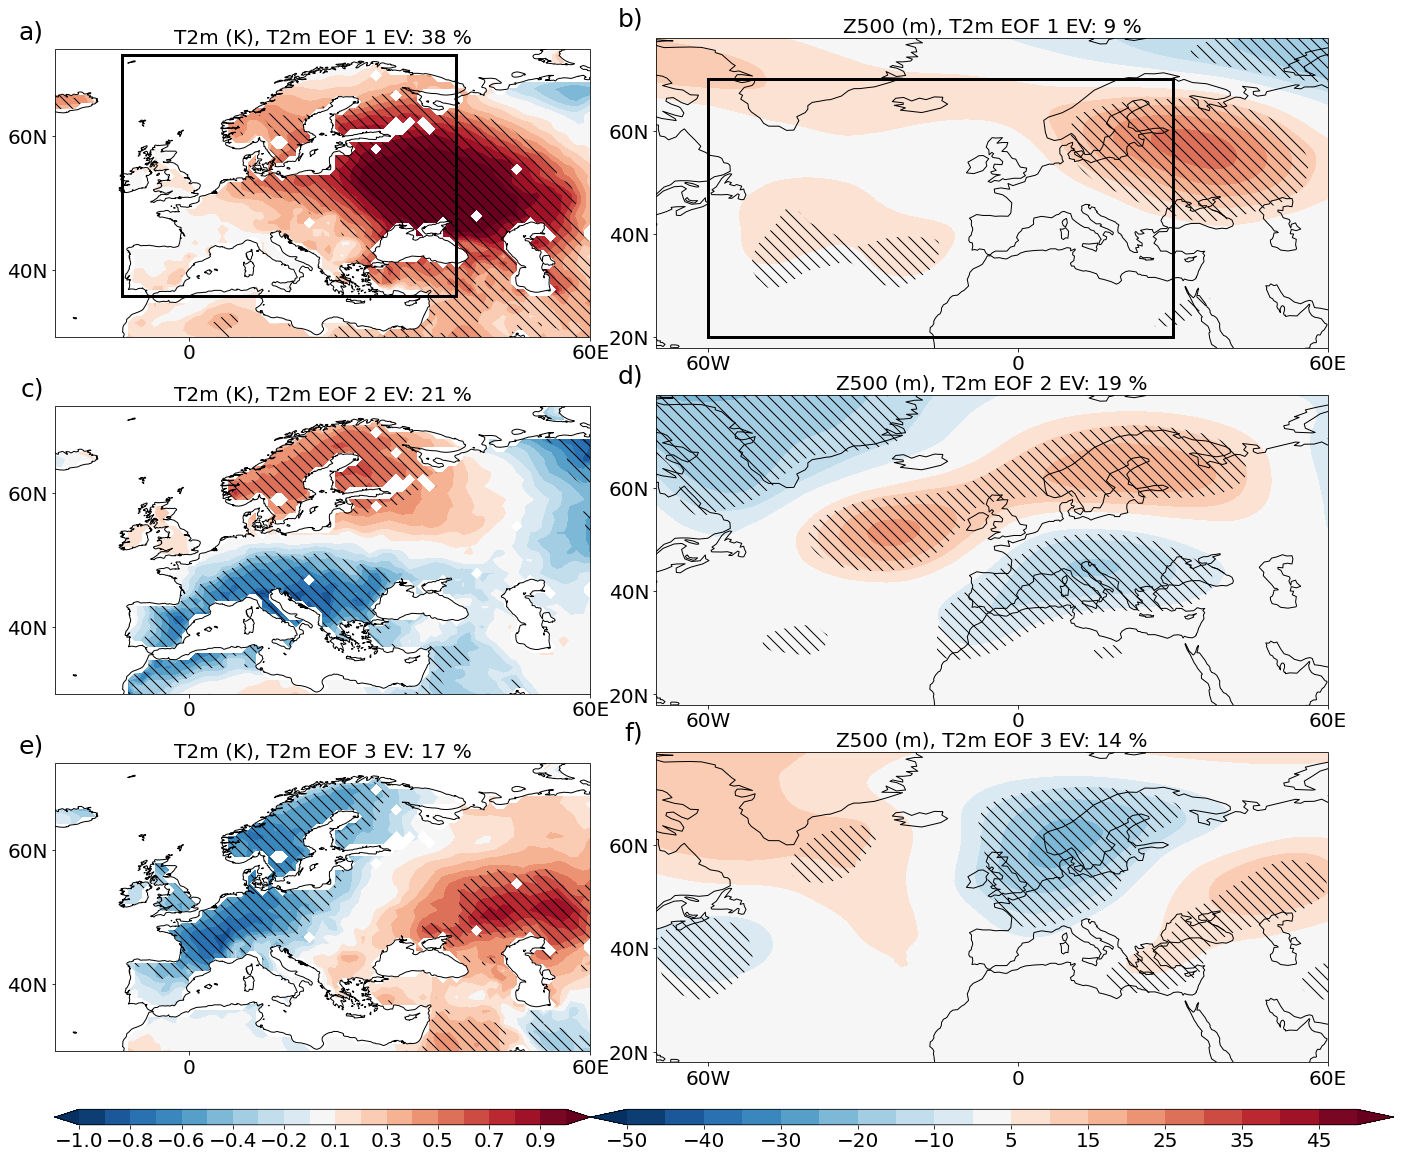 a)
T2m (K), T2m EOF 1 EV: 38 %
60N
40N
0
60E
b)
Z500 (m), T2m EOF 1 EV: 9 %
60N
40N
20N
60W
0
60E
c)
T2m (K), T2m EOF 2 EV: 21 %
60N
40N
0
60E
d)
Z500 (m), T2m EOF 2 EV: 19 %
60N
40N
20N
60W
0
60E
e)
T2m (K), T2m EOF 3 EV: 17 %
60N
40N
0
60E
f)
Z500 (m), T2m EOF 3 EV: 14 %
60N
40N
20N
60W
0
60E
−1.0 −0.8 −0.6 −0.4 −0.2 0.1 0.3 0.5 0.7 0.9
−50 −40 −30 −20 −10 5 15 25 35 45